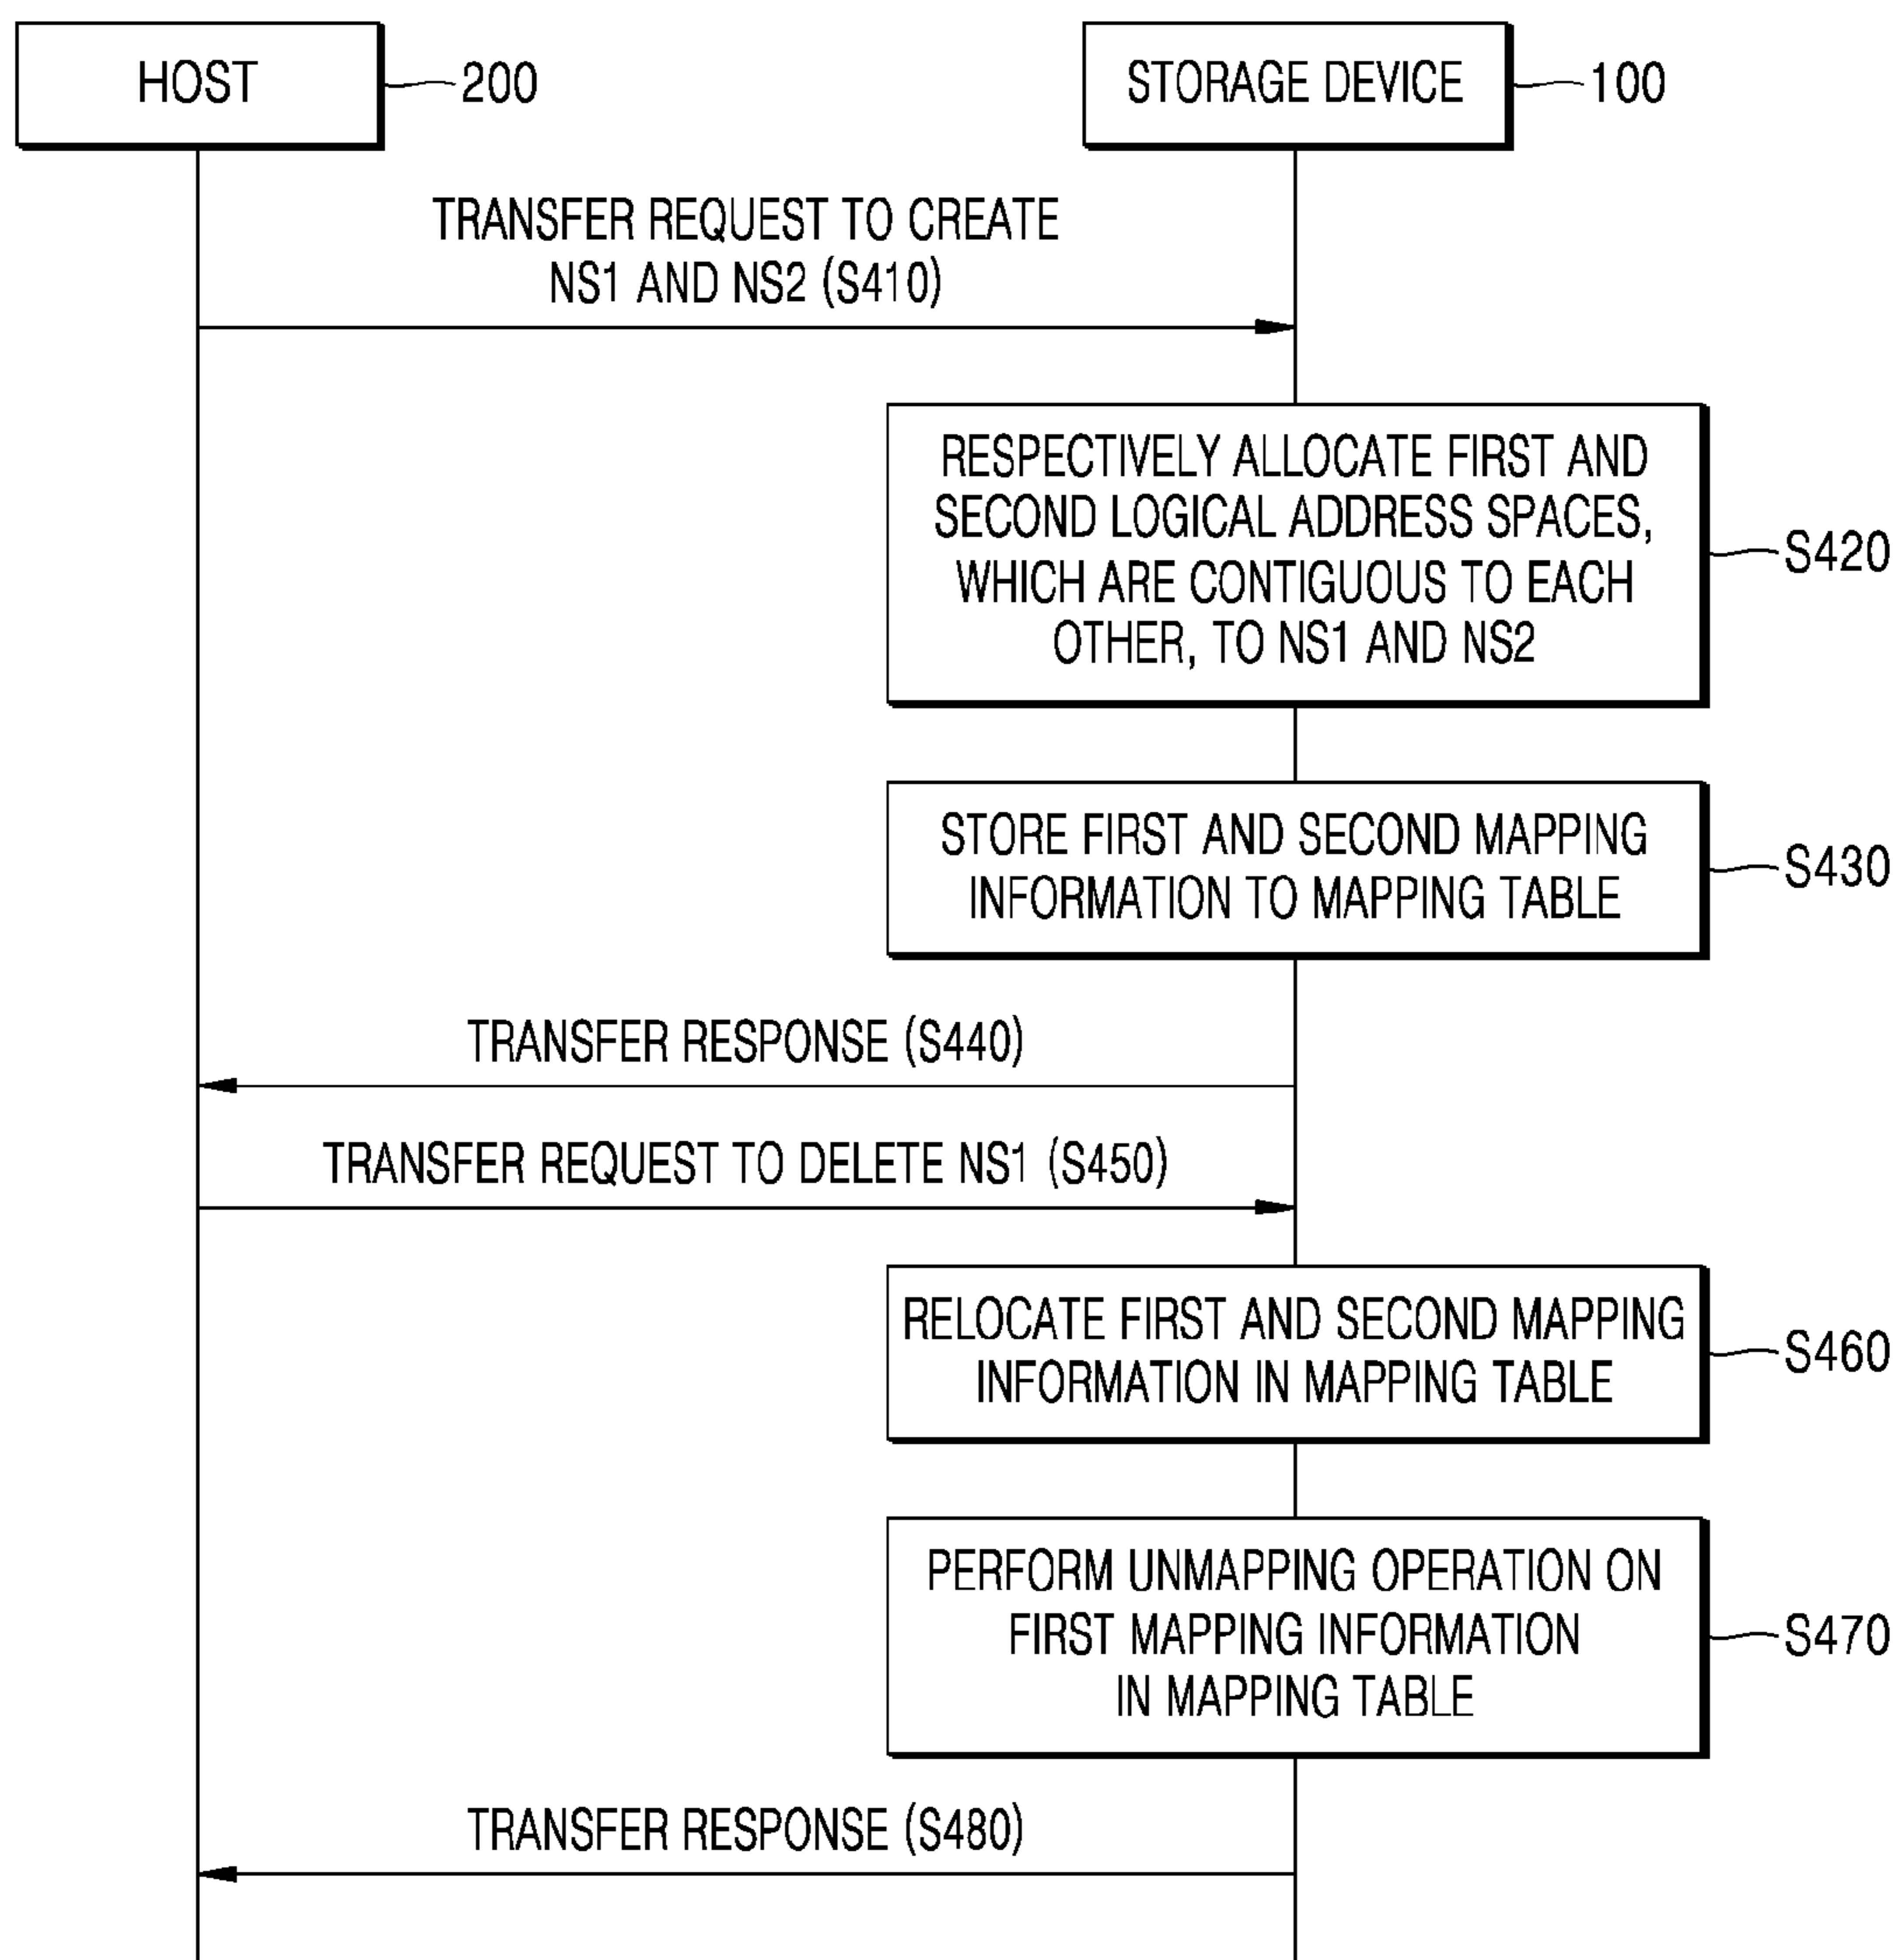 HOST
200
STORAGE DEVICE
100
TRANSFER REQUEST TO CREATE
NS1 AND NS2 (S410)
RESPECTIVELY ALLOCATE FIRST AND
SECOND LOGICAL ADDRESS SPACES,
WHICH ARE CONTIGUOUS TO EACH
OTHER, TO NS1 AND NS2
S420
STORE FIRST AND SECOND MAPPING
INFORMATION TO MAPPING TABLE
S430
TRANSFER RESPONSE (S440)
TRANSFER REQUEST TO DELETE NS1 (S450)
RELOCATE FIRST AND SECOND MAPPING
INFORMATION IN MAPPING TABLE
S460
PERFORM UNMAPPING OPERATION ON
FIRST MAPPING INFORMATION
IN MAPPING TABLE
S470
TRANSFER RESPONSE (S480)